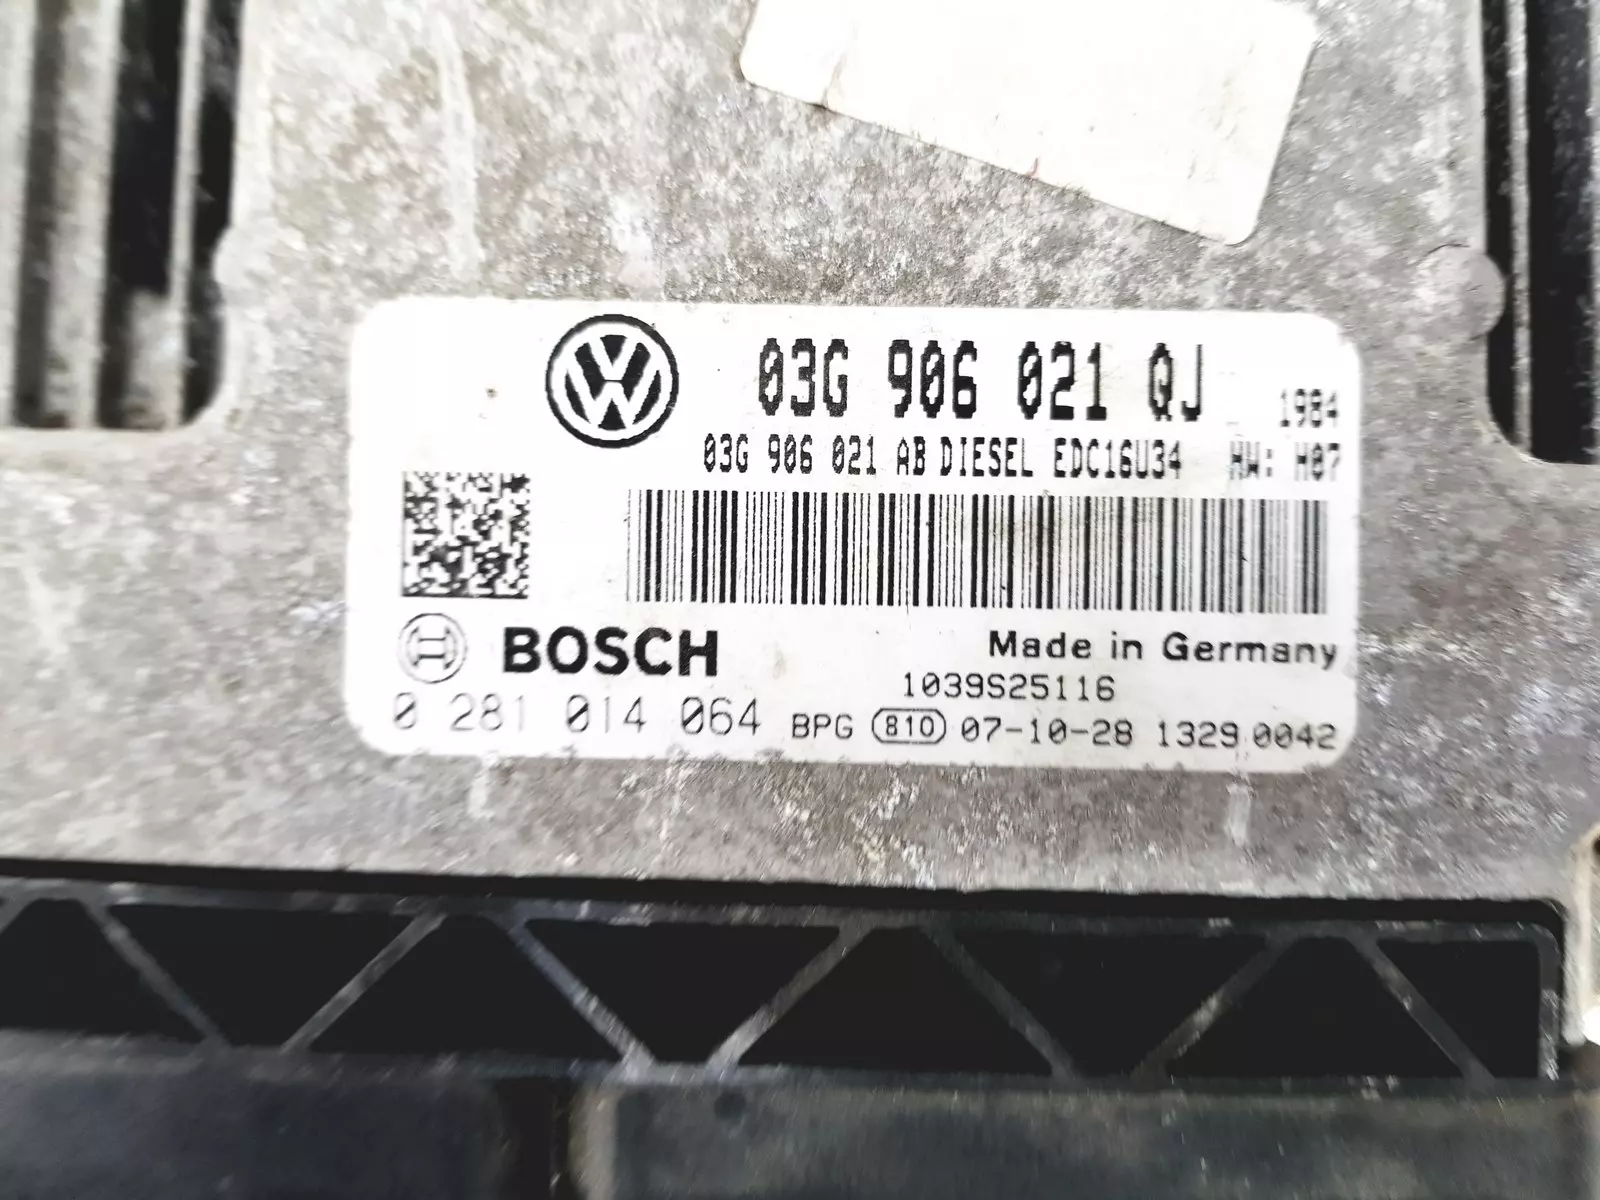 03G 906 021 QJ 1984
03G 906 021 AB DIESEL EDC16U34 HW: H07
BOSCH
Made in Germany
1039S25116
0 281 014 064 BPG 810 07-10-28 1329 0042